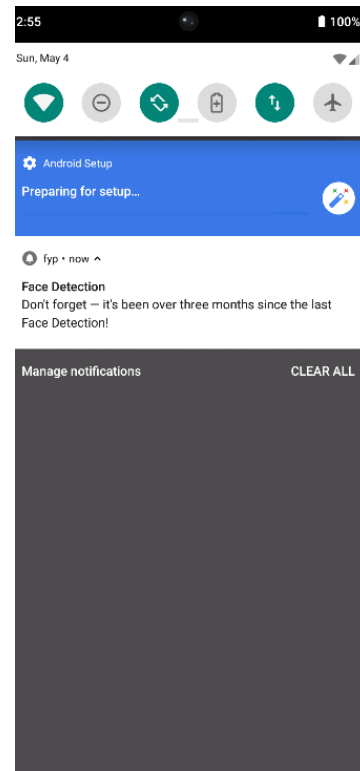 2:55 100%
Sun, May 4
Android Setup
Preparing for setup…
fyp • now
Face Detection
Don't forget — it's been over three months since the last
Face Detection!
Manage notifications CLEAR ALL